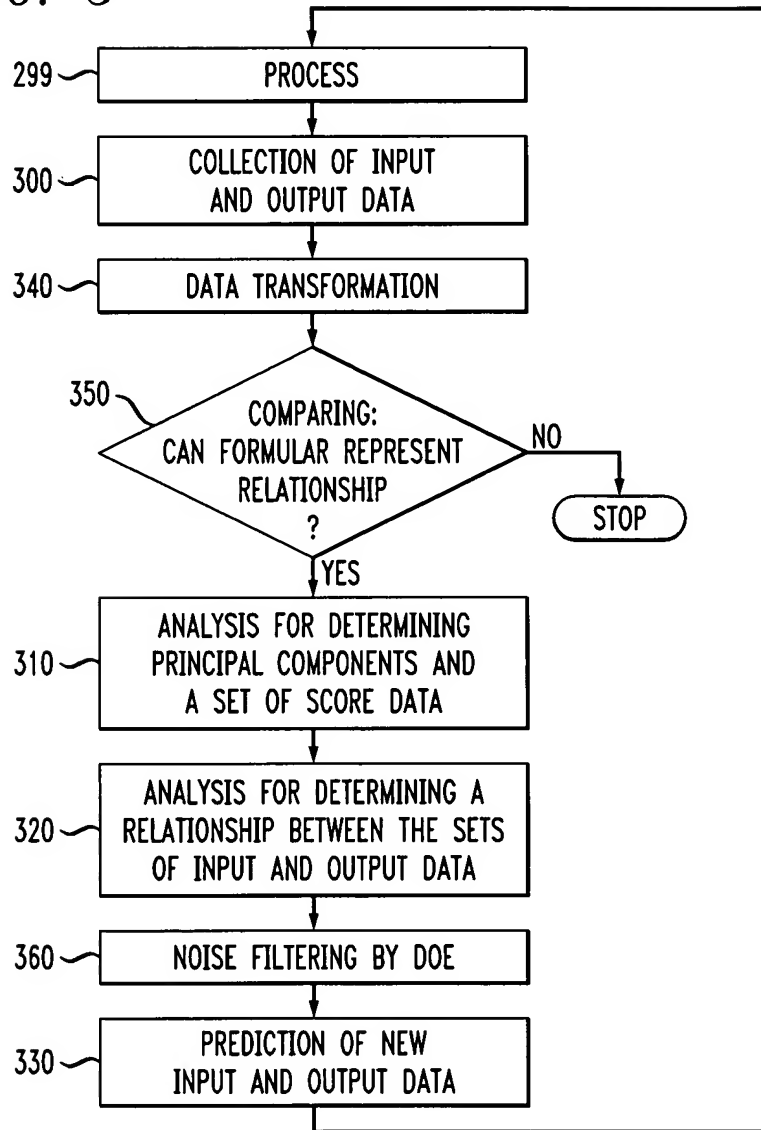 299
PROCESS
300
COLLECTION OF INPUT
AND OUTPUT DATA
340
DATA TRANSFORMATION
350
COMPARING:
CAN FORMULAR REPRESENT
RELATIONSHIP
?
NO
STOP
YES
310
ANALYSIS FOR DETERMINING
PRINCIPAL COMPONENTS AND
A SET OF SCORE DATA
320
ANALYSIS FOR DETERMINING A
RELATIONSHIP BETWEEN THE SETS
OF INPUT AND OUTPUT DATA
360
NOISE FILTERING BY DOE
330
PREDICTION OF NEW
INPUT AND OUTPUT DATA